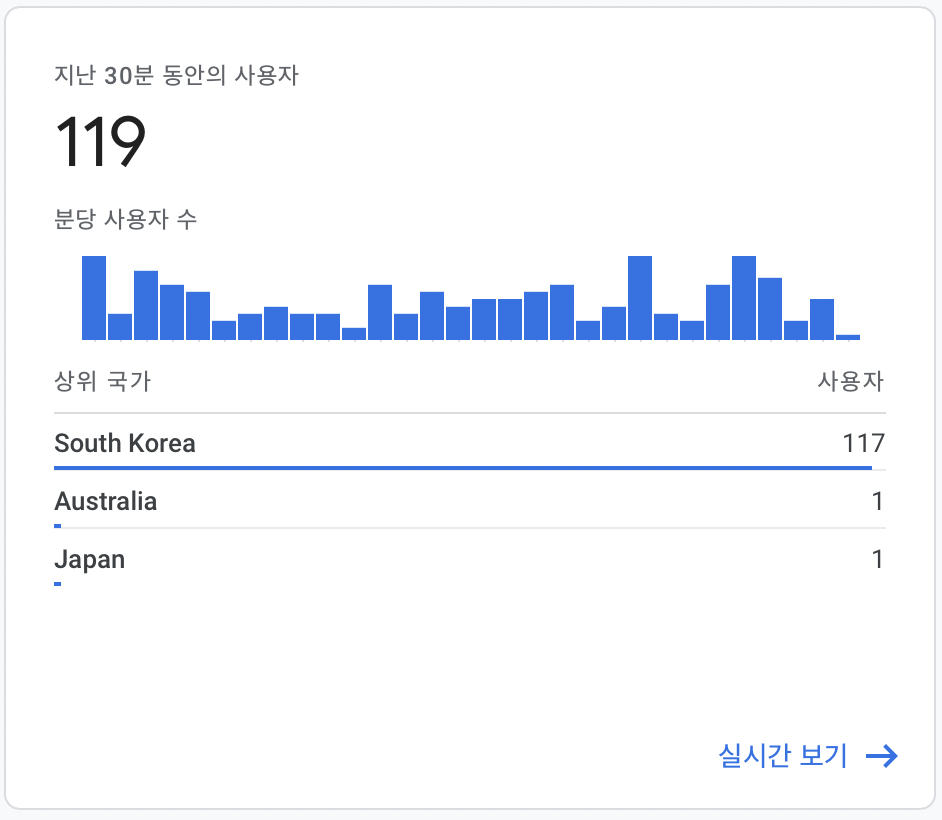 지난 30분 동안의 사용자
119
분당 사용자 수
상위 국가 사용자
South Korea 117
Australia 1
Japan 1
실시간 보기